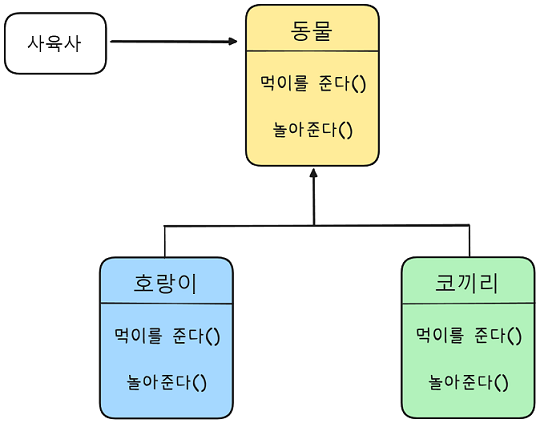 사육사
동물
먹이를 준다()
놀아준다()
호랑이
먹이를 준다()
놀아준다()
코끼리
먹이를 준다()
놀아준다()